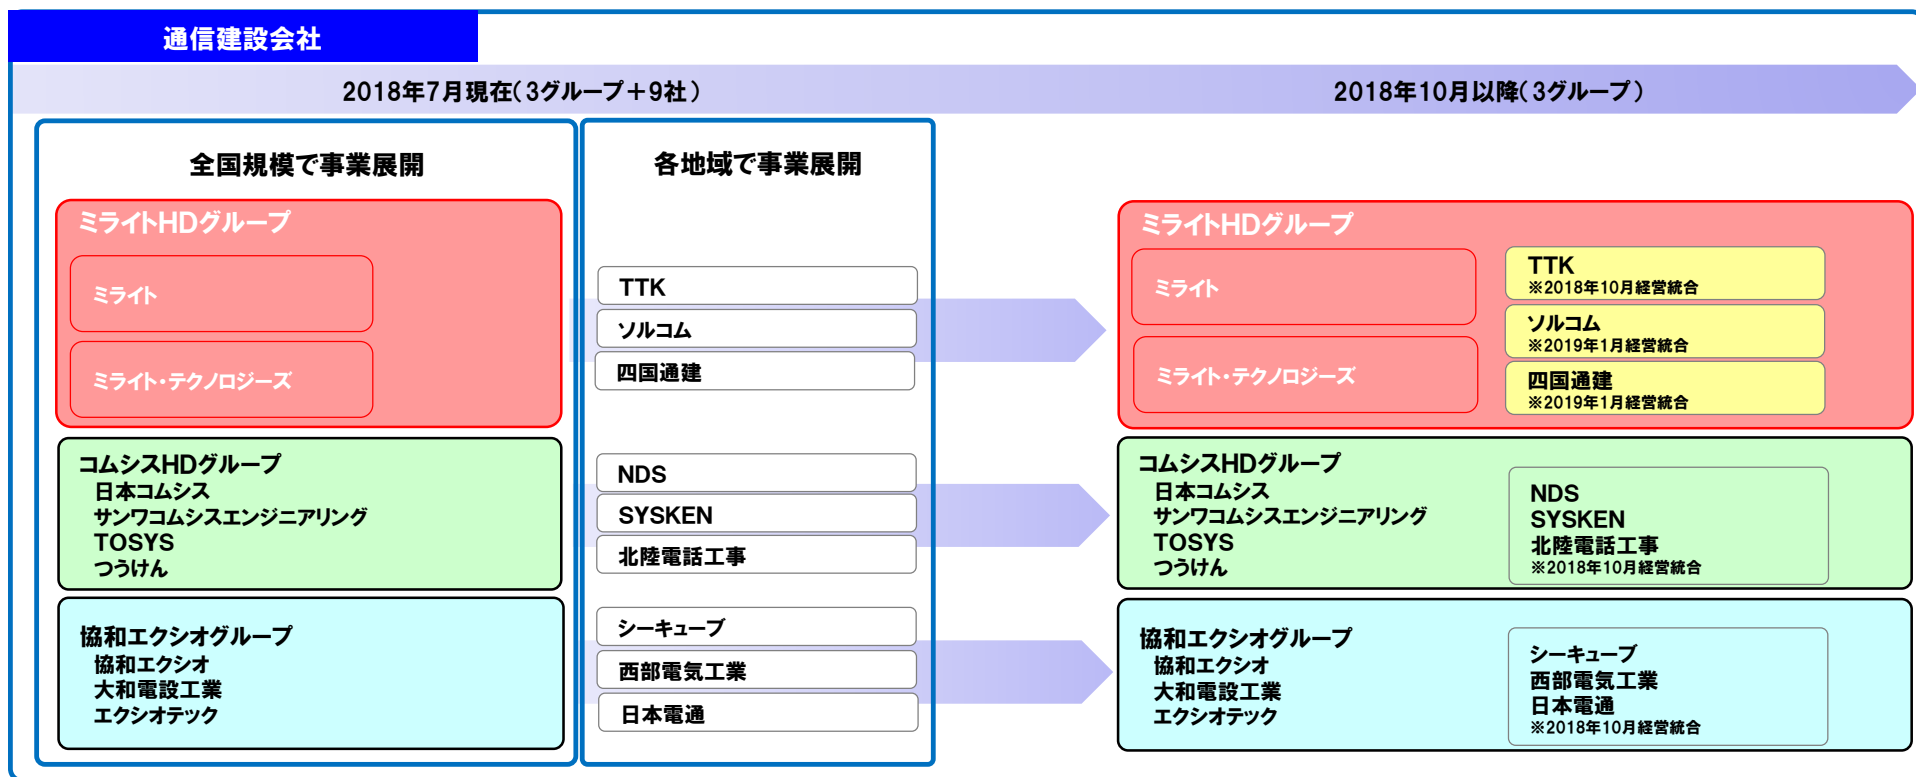 通信建設会社
2018年7月現在(3グループ+9社)
2018年10月以降(3グループ)
全国規模で事業展開
各地域で事業展開
ミライトHDグループ
ミライト
ミライト・テクノロジーズ
コムシスHDグループ
日本コムシス
サンワコムシスエンジニアリング
TOSYS
つうけん
協和エクシオグループ
協和エクシオ
大和電設工業
エクシオテック
TTK
ソルコム
四国通建
NDS
SYSKEN
北陸電話工事
シーキューブ
西部電気工業
日本電通
ミライトHDグループ
ミライト
ミライト・テクノロジーズ
TTK
※2018年10月経営統合
ソルコム
※2019年1月経営統合
四国通建
※2019年1月経営統合
コムシスHDグループ
日本コムシス
サンワコムシスエンジニアリング
TOSYS
つうけん
NDS
SYSKEN
北陸電話工事
※2018年10月経営統合
協和エクシオグループ
協和エクシオ
大和電設工業
エクシオテック
シーキューブ
西部電気工業
日本電通
※2018年10月経営統合